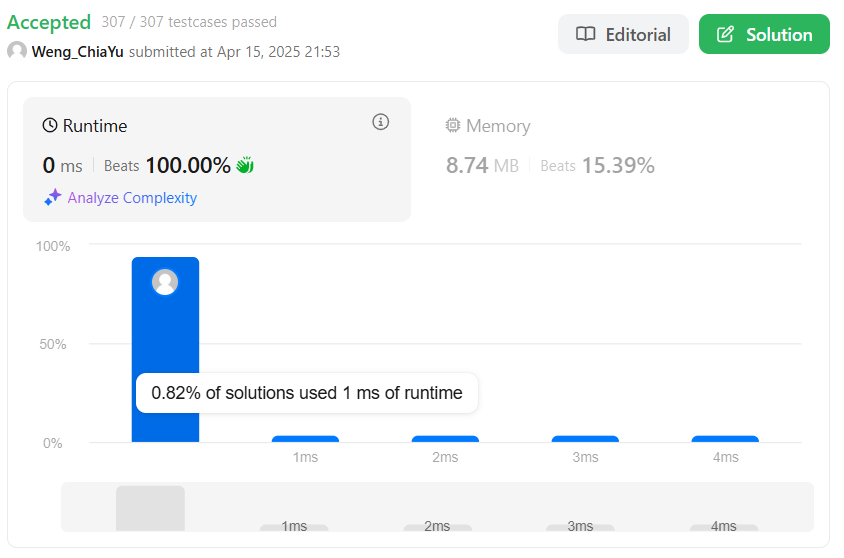 Accepted 307 / 307 testcases passed
Weng_ChiaYu submitted at Apr 15, 2025 21:53
Editorial
Solution
Runtime
0 ms Beats 100.00%
Analyze Complexity
Memory
8.74 MB Beats 15.39%
100%
50%
0%
0.82% of solutions used 1 ms of runtime
1ms 2ms 3ms 4ms
1ms 2ms 3ms 4ms